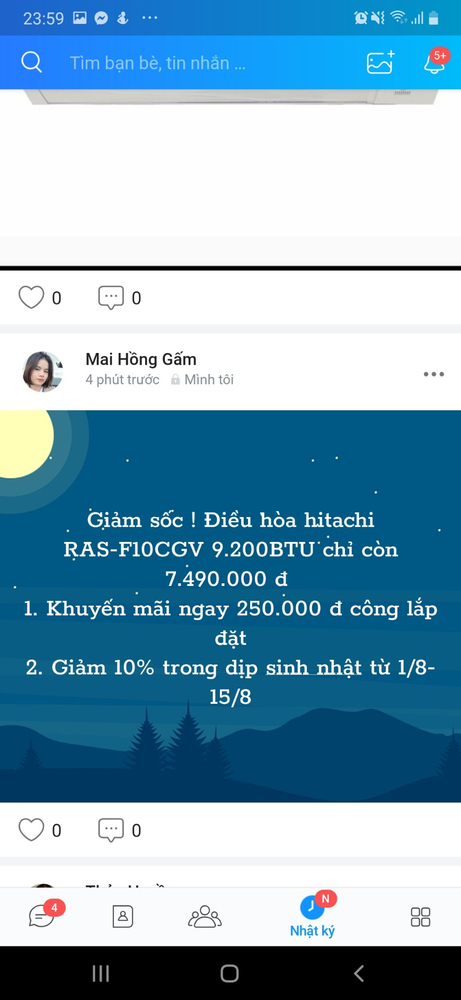 23:59
Tìm bạn bè, tin nhắn ...
5+
0 0
Mai Hồng Gấm
4 phút trước Mình tôi
Giảm sốc ! Điều hòa hitachi
RAS-F10CGV 9.200BTU chỉ còn
7.490.000 đ
1. Khuyến mãi ngay 250.000 đ công lắp
đặt
2. Giảm 10% trong dịp sinh nhật từ 1/8-
15/8
0 0
4
N
Nhật ký